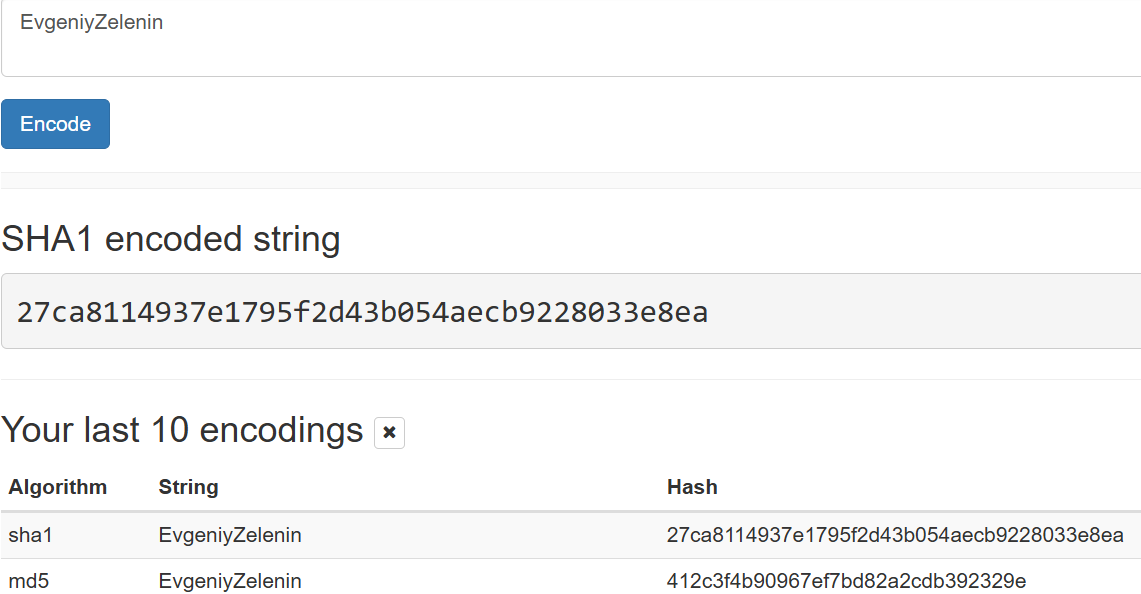 EvgeniyZelenin
Encode
SHA1 encoded string
27ca8114937e1795f2d43b054aecb9228033e8ea
Your last 10 encodings
Algorithm String Hash
sha1 EvgeniyZelenin 27ca8114937e1795f2d43b054aecb9228033e8ea
md5 EvgeniyZelenin 412c3f4b90967ef7bd82a2cdb392329e